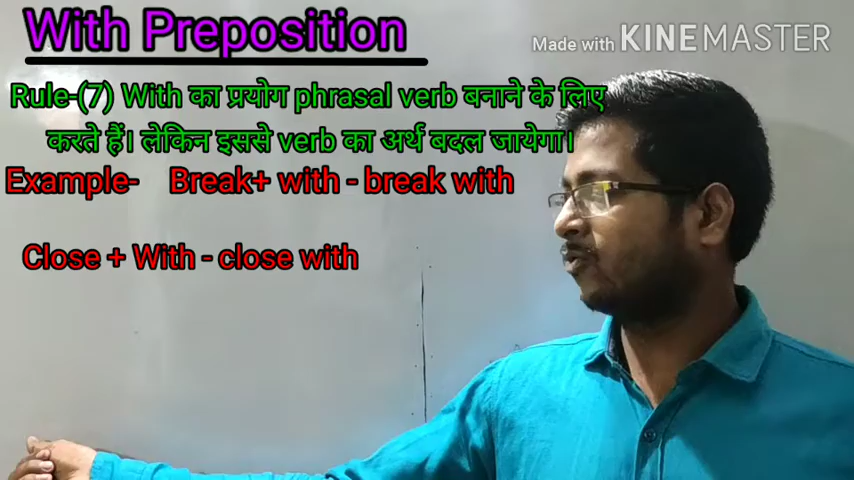 With Preposition
Made with KINEMASTER
Rule-(7) With का प्रयोग phrasal verb बनाने के लिए
करते हैं। लेकिन इससे verb का अर्थ बदल जायेगा।
Example- Break+ with - break with
Close + With - close with